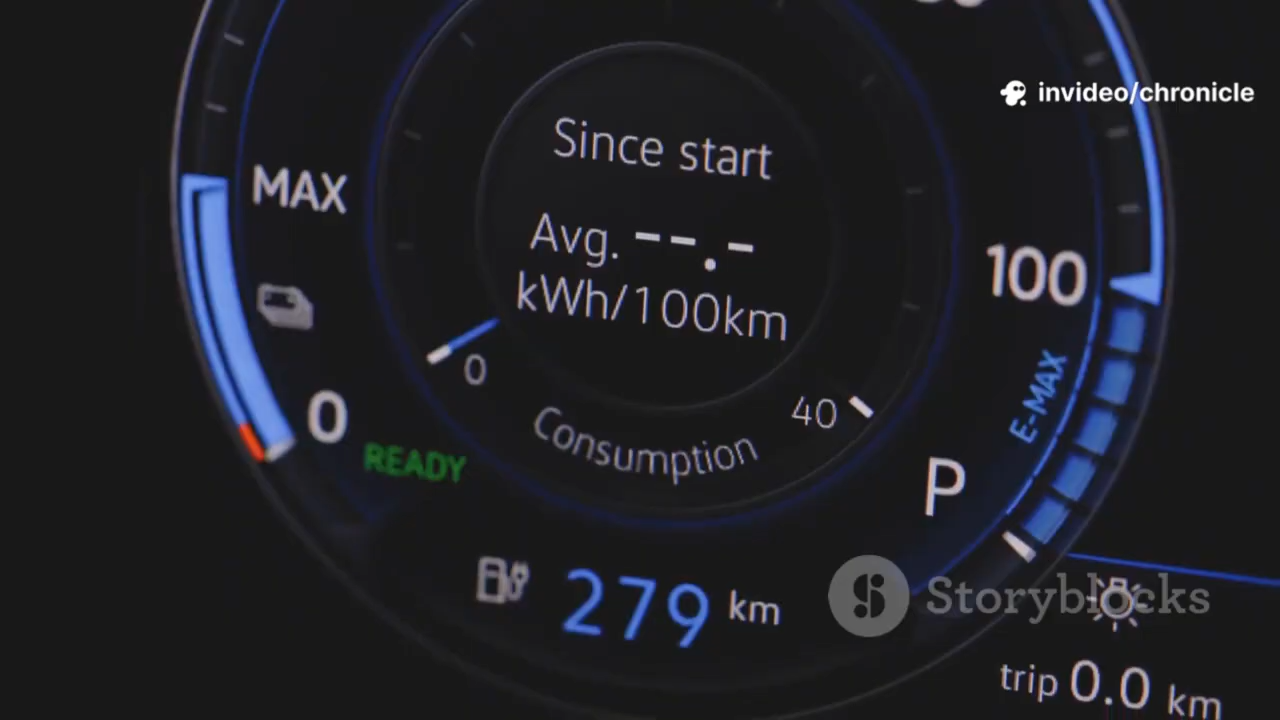 invideo/chronicle
Since start
MAX
Avg. --.-
kWh/100km
100
0
40
E-MAX
0
Consumption
READY
P
279 km
Storyblocks
trip 0.0 km